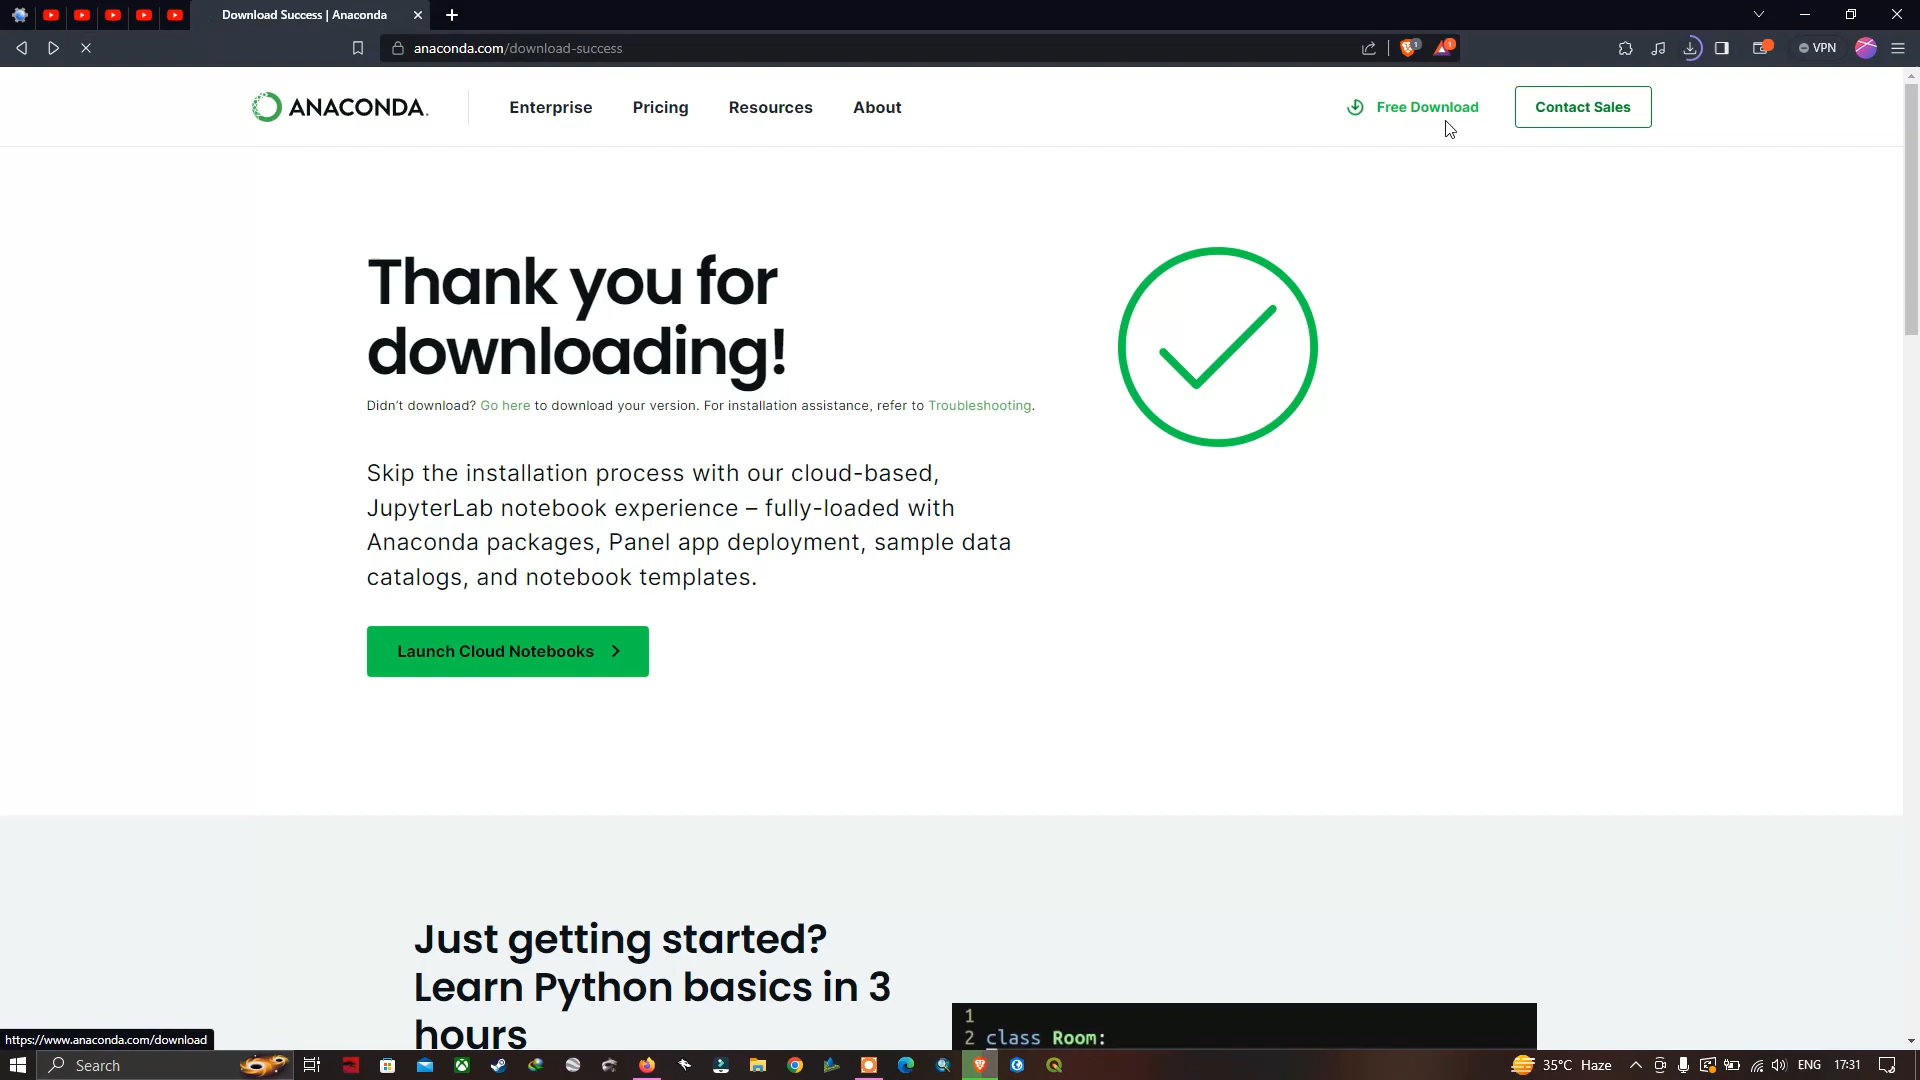 Download Success | Anaconda
anaconda.com/download-success
1
1
VPN
ANACONDA.
Enterprise
Pricing
Resources
About
Free Download
Contact Sales
Thank you for
downloading!
Didn't download? Go here to download your version. For installation assistance, refer to Troubleshooting.
Skip the installation process with our cloud-based,
JupyterLab notebook experience – fully-loaded with
Anaconda packages, Panel app deployment, sample data
catalogs, and notebook templates.
Launch Cloud Notebooks
Just getting started?
Learn Python basics in 3
hours
1
2 class Room:
https://www.anaconda.com/download
Search
35°C Haze
ENG
17:31